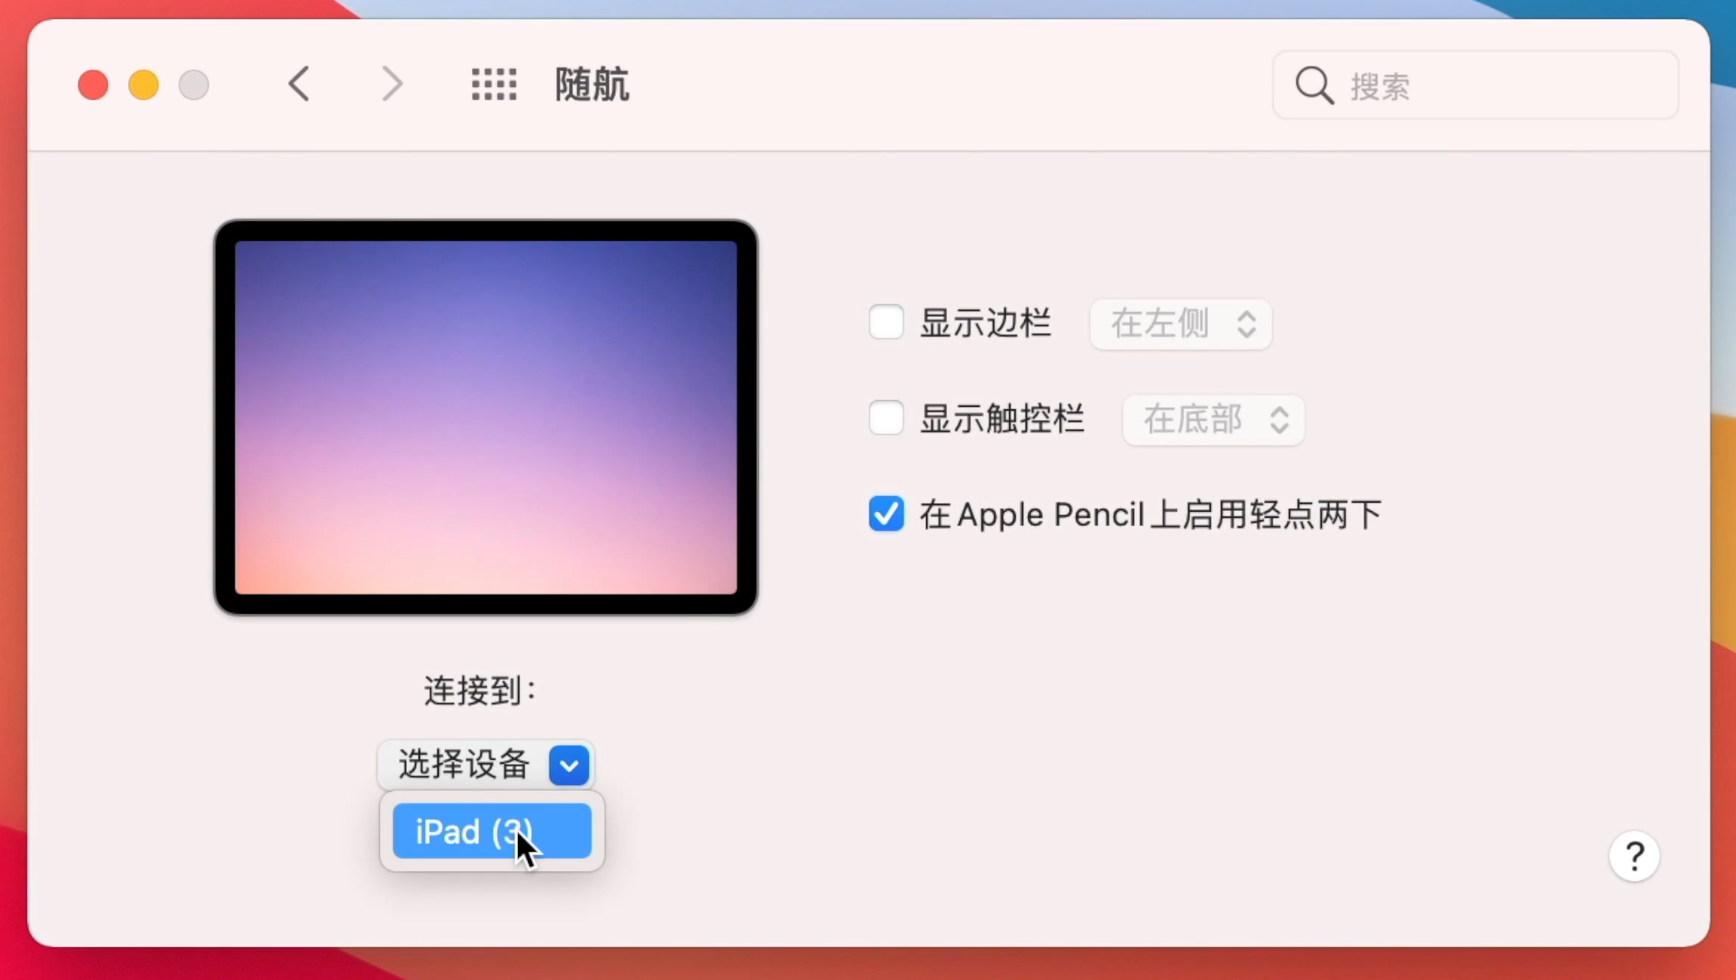 随航
搜索
显示边栏 在左侧
显示触控栏 在底部
在 Apple Pencil 上启用轻点两下
连接到：
选择设备
iPad (3)
?